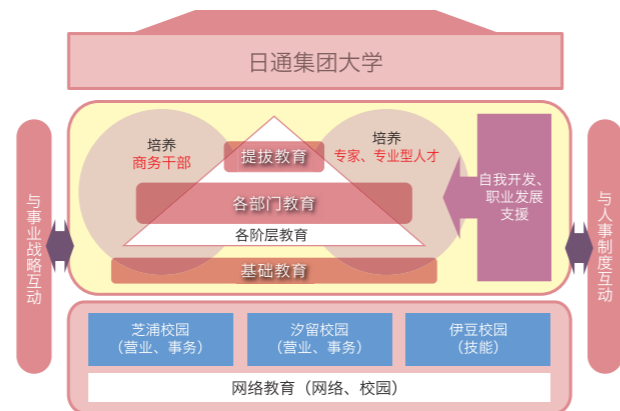 日通集团大学
培养
商务干部
培养
专家、专业型人才
提拔教育
各部门教育
各阶层教育
基础教育
自我开发、
职业发展
支援
与事业战略互动
与人事制度互动
芝浦校园
（营业、事务）
汐留校园
（营业、事务）
伊豆校园
（技能）
网络教育（网络、校园）